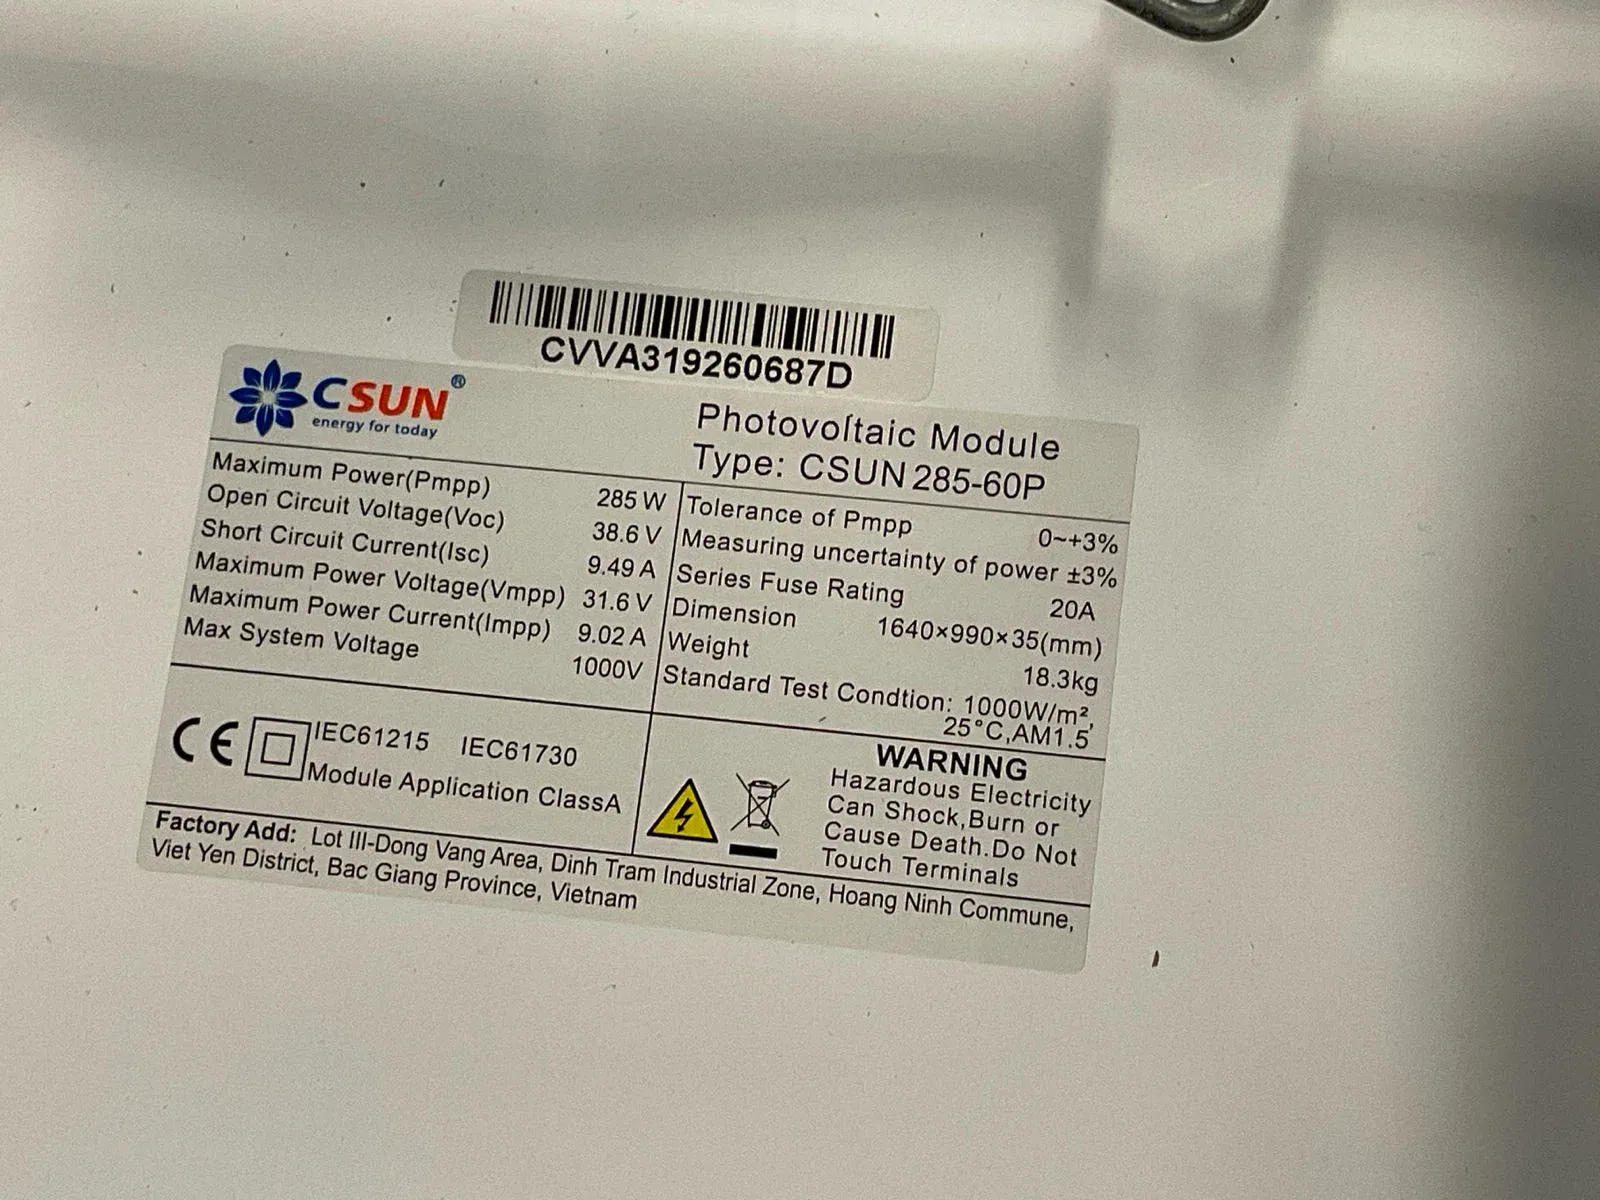 CVVA319260687D
CSUN®
energy for today
Photovoltaic Module
Type: CSUN 285-60P
Maximum Power(Pmpp) 285 W
Open Circuit Voltage(Voc) 38.6 V
Short Circuit Current(Isc) 9.49 A
Maximum Power Voltage(Vmpp) 31.6 V
Maximum Power Current(Impp) 9.02 A
Max System Voltage 1000V
Tolerance of Pmpp 0~+3%
Measuring uncertainty of power ±3%
Series Fuse Rating 20A
Dimension 1640×990×35(mm)
Weight 18.3kg
Standard Test Condtion: 1000W/m²,
25°C,AM1.5
CE IEC61215 IEC61730
Module Application ClassA
WARNING
Hazardous Electricity
Can Shock,Burn or
Cause Death.Do Not
Touch Terminals
Factory Add: Lot III-Dong Vang Area, Dinh Tram Industrial Zone, Hoang Ninh Commune,
Viet Yen District, Bac Giang Province, Vietnam